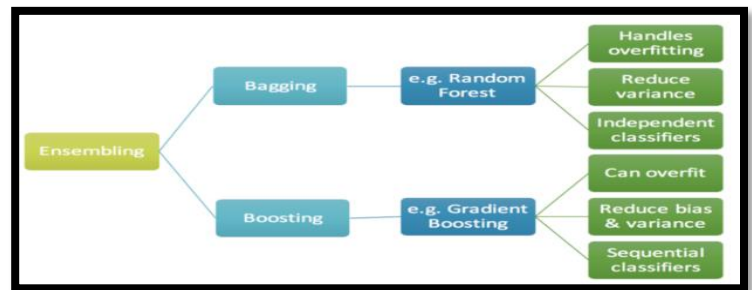 Ensembling
Bagging
e.g. Random
Forest
Handles
overfitting
Reduce
variance
Independent
classifiers
Boosting
e.g. Gradient
Boosting
Can overfit
Reduce bias
& variance
Sequential
classifiers